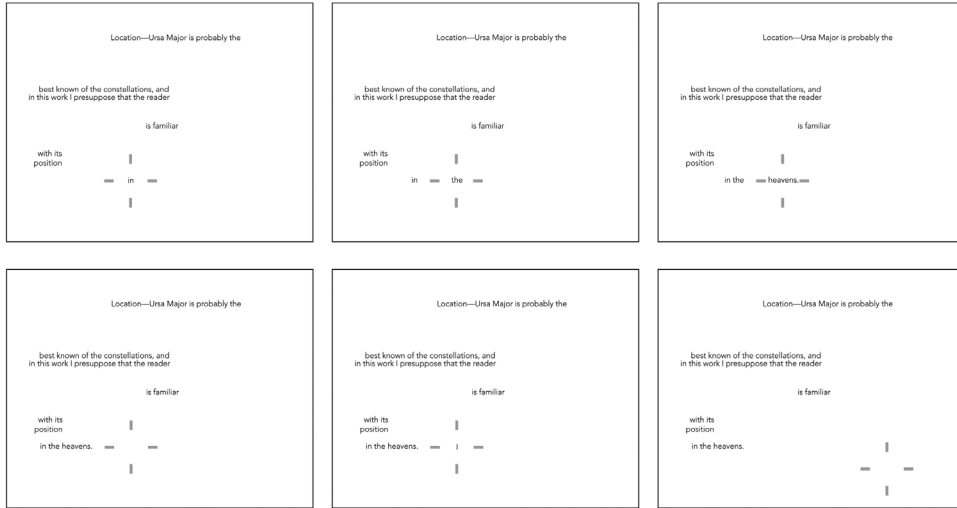 Location—Ursa Major is probably the
best known of the constellations, and
in this work I presuppose that the reader
is familiar
with its
position
in
Location—Ursa Major is probably the
best known of the constellations, and
in this work I presuppose that the reader
is familiar
with its
position
in the
Location—Ursa Major is probably the
best known of the constellations, and
in this work I presuppose that the reader
is familiar
with its
position
in the heavens.
Location—Ursa Major is probably the
best known of the constellations, and
in this work I presuppose that the reader
is familiar
with its
position
in the heavens.
Location—Ursa Major is probably the
best known of the constellations, and
in this work I presuppose that the reader
is familiar
with its
position
in the heavens. |
Location—Ursa Major is probably the
best known of the constellations, and
in this work I presuppose that the reader
is familiar
with its
position
in the heavens.